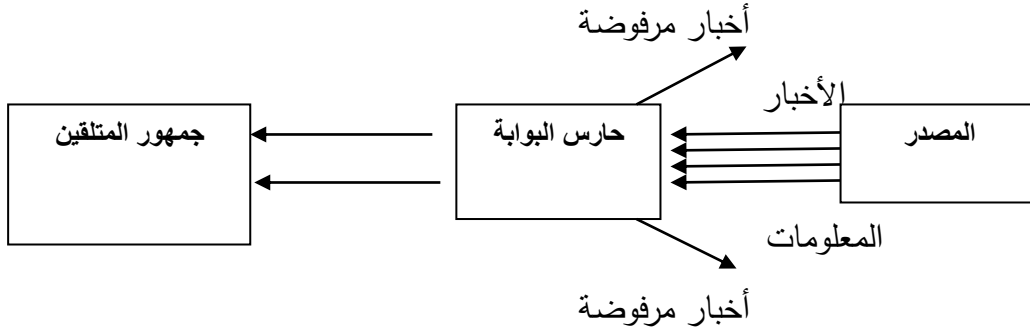 أخبار مرفوضة
الأخبار
المصدر
حارس البوابة
جمهور المتلقين
المعلومات
أخبار مرفوضة